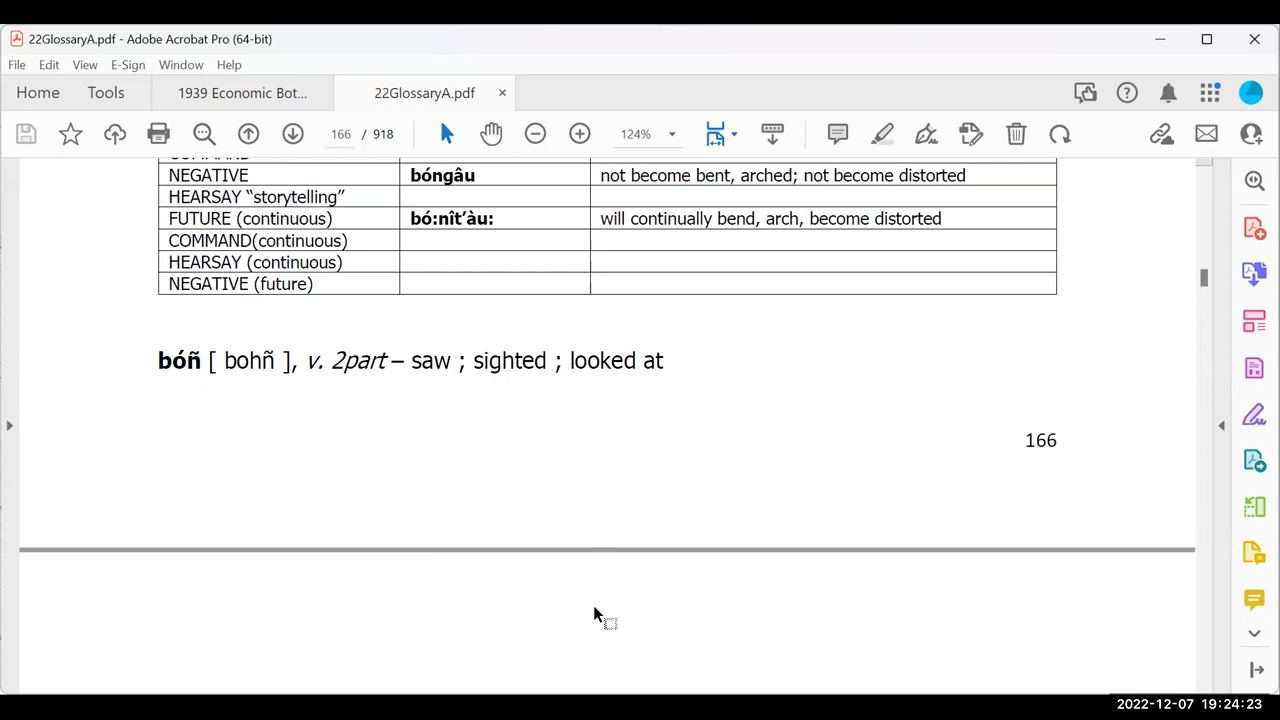 22GlossaryA.pdf - Adobe Acrobat Pro (64-bit)
File Edit View E-Sign Window Help
Home Tools 1939 Economic Bot... 22GlossaryA.pdf ×
166 / 918 124%
NEGATIVE bóngâu not become bent, arched; not become distorted
HEARSAY “storytelling”
FUTURE (continuous) bó:nît’àu: will continually bend, arch, become distorted
COMMAND(continuous)
HEARSAY (continuous)
NEGATIVE (future)
bóñ [ bohñ ], v. 2part – saw ; sighted ; looked at
166
2022-12-07 19:24:23